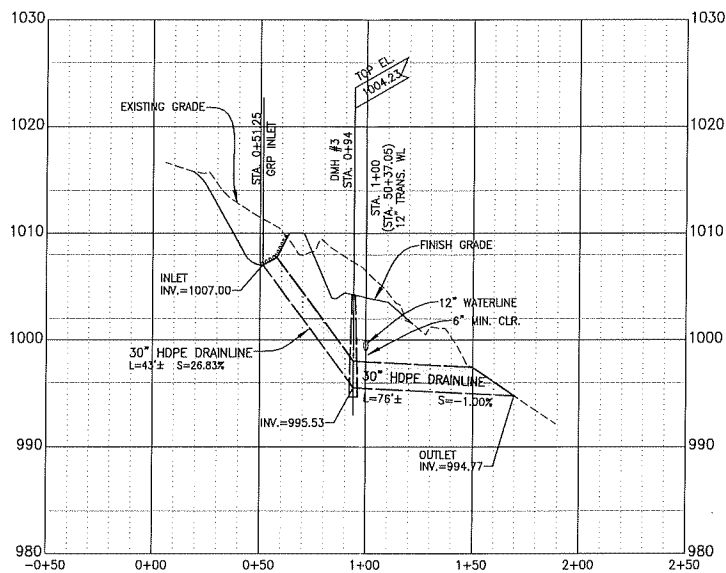 1030
1030
TOP EL.
1004.23
EXISTING GRADE
STA. 0+51.25
GRP INLET
DMH #3
STA. 0+94
STA. 1+00
(STA. 50+37.05)
12" TRANS. WL
1020
1020
1010
1010
FINISH GRADE
INLET
INV.=1007.00
12" WATERLINE
6" MIN. CLR.
1000
1000
30" HDPE DRAINLINE
L=43'± S=26.83%
30" HDPE DRAINLINE
L=76'± S=-1.00%
INV.=995.53
990
990
OUTLET
INV.=994.77
980
980
-0+50
0+00
0+50
1+00
1+50
2+00
2+50